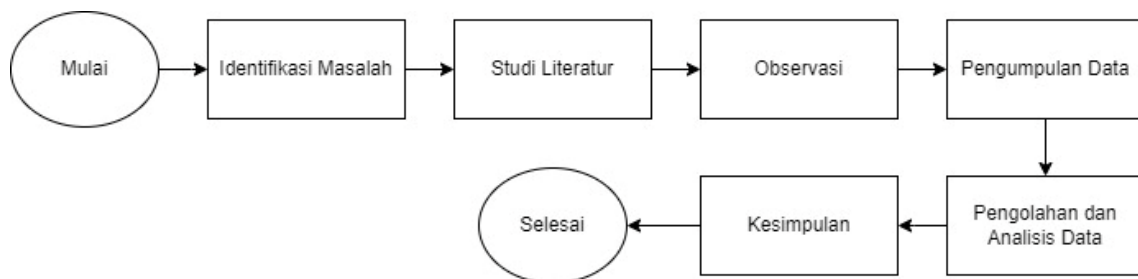 Mulai
Identifikasi Masalah
Studi Literatur
Observasi
Pengumpulan Data
Pengolahan dan
Analisis Data
Kesimpulan
Selesai